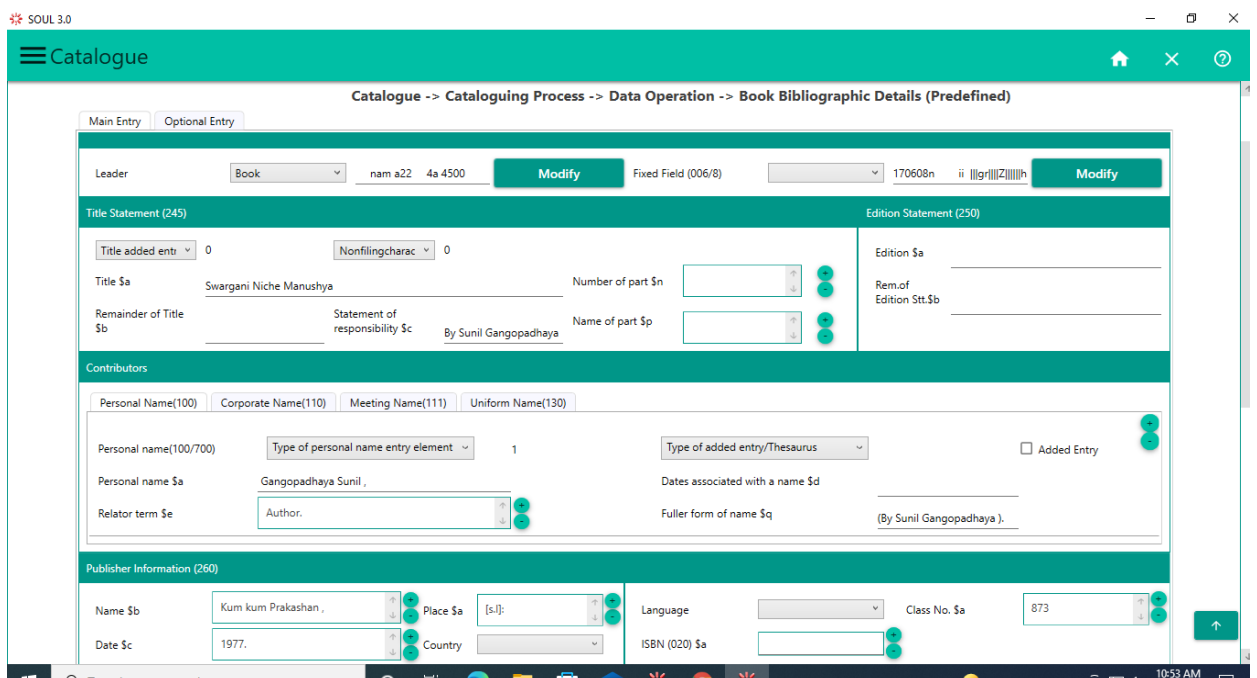 SOUL 3.0
Catalogue
Catalogue -> Cataloguing Process -> Data Operation -> Book Bibliographic Details (Predefined)
Main Entry Optional Entry
Leader Book nam a22 4a 4500 Modify Fixed Field (006/8) 170608n ii |||gr||||Z||||||h Modify
Title Statement (245) Edition Statement (250)
Title added entr 0 Nonfilingcharac 0
Edition $a
Title $a Swargani Niche Manushya Number of part $n
Rem.of
Edition Stt.$b
Remainder of Title
$b
Statement of
responsibility $c By Sunil Gangopadhaya
Name of part $p
Contributors
Personal Name(100) Corporate Name(110) Meeting Name(111) Uniform Name(130)
Personal name(100/700) Type of personal name entry element 1 Type of added entry/Thesaurus Added Entry
Personal name $a Gangopadhaya Sunil , Dates associated with a name $d
Relator term $e Author. Fuller form of name $q (By Sunil Gangopadhaya ).
Publisher Information (260)
Name $b Kum kum Prakashan , Place $a [s.l]: Language Class No. $a 873
Date $c 1977. Country ISBN (020) $a
10:53 AM